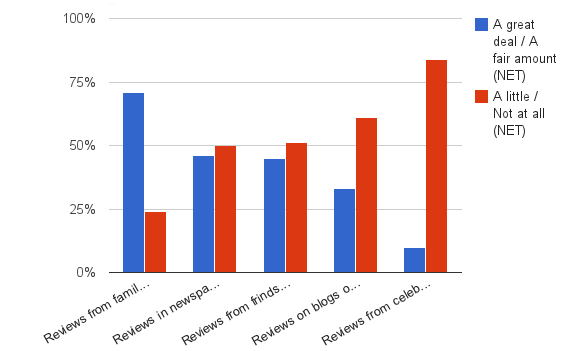 100%
75%
50%
25%
0%
A great
deal / A
fair amount
(NET)
A little /
Not at all
(NET)
Reviews from famil...
Reviews in newspa...
Reviews from frinds...
Reviews on blogs o...
Reviews from celeb...